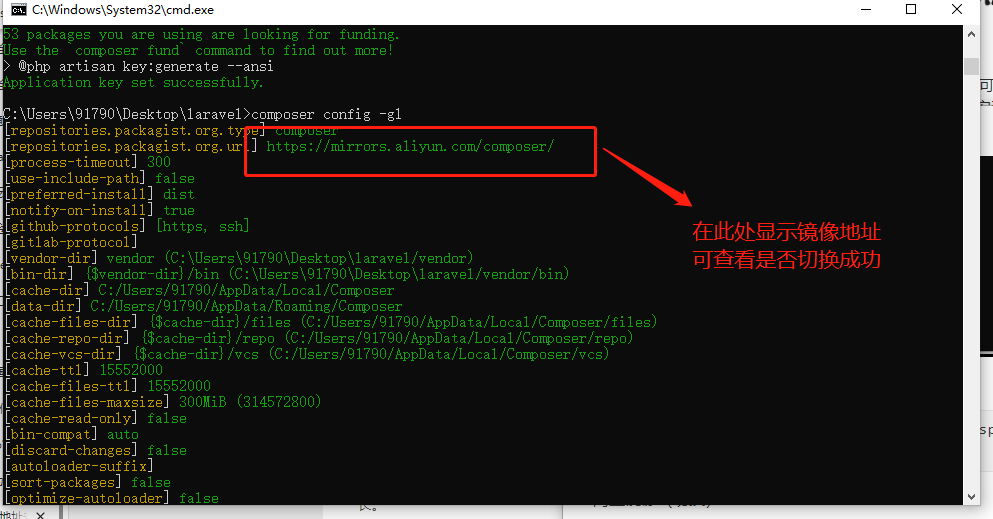 C:\Windows\System32\cmd.exe
53 packages you are using are looking for funding.
Use the `composer fund` command to find out more!
> @php artisan key:generate --ansi
Application key set successfully.
C:\Users\91790\Desktop\laravel>composer config -gl
[repositories.packagist.org.type] composer
[repositories.packagist.org.url] https://mirrors.aliyun.com/composer/
[process-timeout] 300
[use-include-path] false
[preferred-install] dist
[notify-on-install] true
[github-protocols] [https, ssh]
[gitlab-protocol]
[vendor-dir] vendor (C:\Users\91790\Desktop\laravel/vendor)
[bin-dir] {$vendor-dir}/bin (C:\Users\91790\Desktop\laravel/vendor/bin)
[cache-dir] C:/Users/91790/AppData/Local/Composer
[data-dir] C:/Users/91790/AppData/Roaming/Composer
[cache-files-dir] {$cache-dir}/files (C:/Users/91790/AppData/Local/Composer/files)
[cache-repo-dir] {$cache-dir}/repo (C:/Users/91790/AppData/Local/Composer/repo)
[cache-vcs-dir] {$cache-dir}/vcs (C:/Users/91790/AppData/Local/Composer/vcs)
[cache-ttl] 15552000
[cache-files-ttl] 15552000
[cache-files-maxsize] 300MiB (314572800)
[cache-read-only] false
[bin-compat] auto
[discard-changes] false
[autoloader-suffix]
[sort-packages] false
[optimize-autoloader] false
在此处显示镜像地址
可查看是否切换成功
可